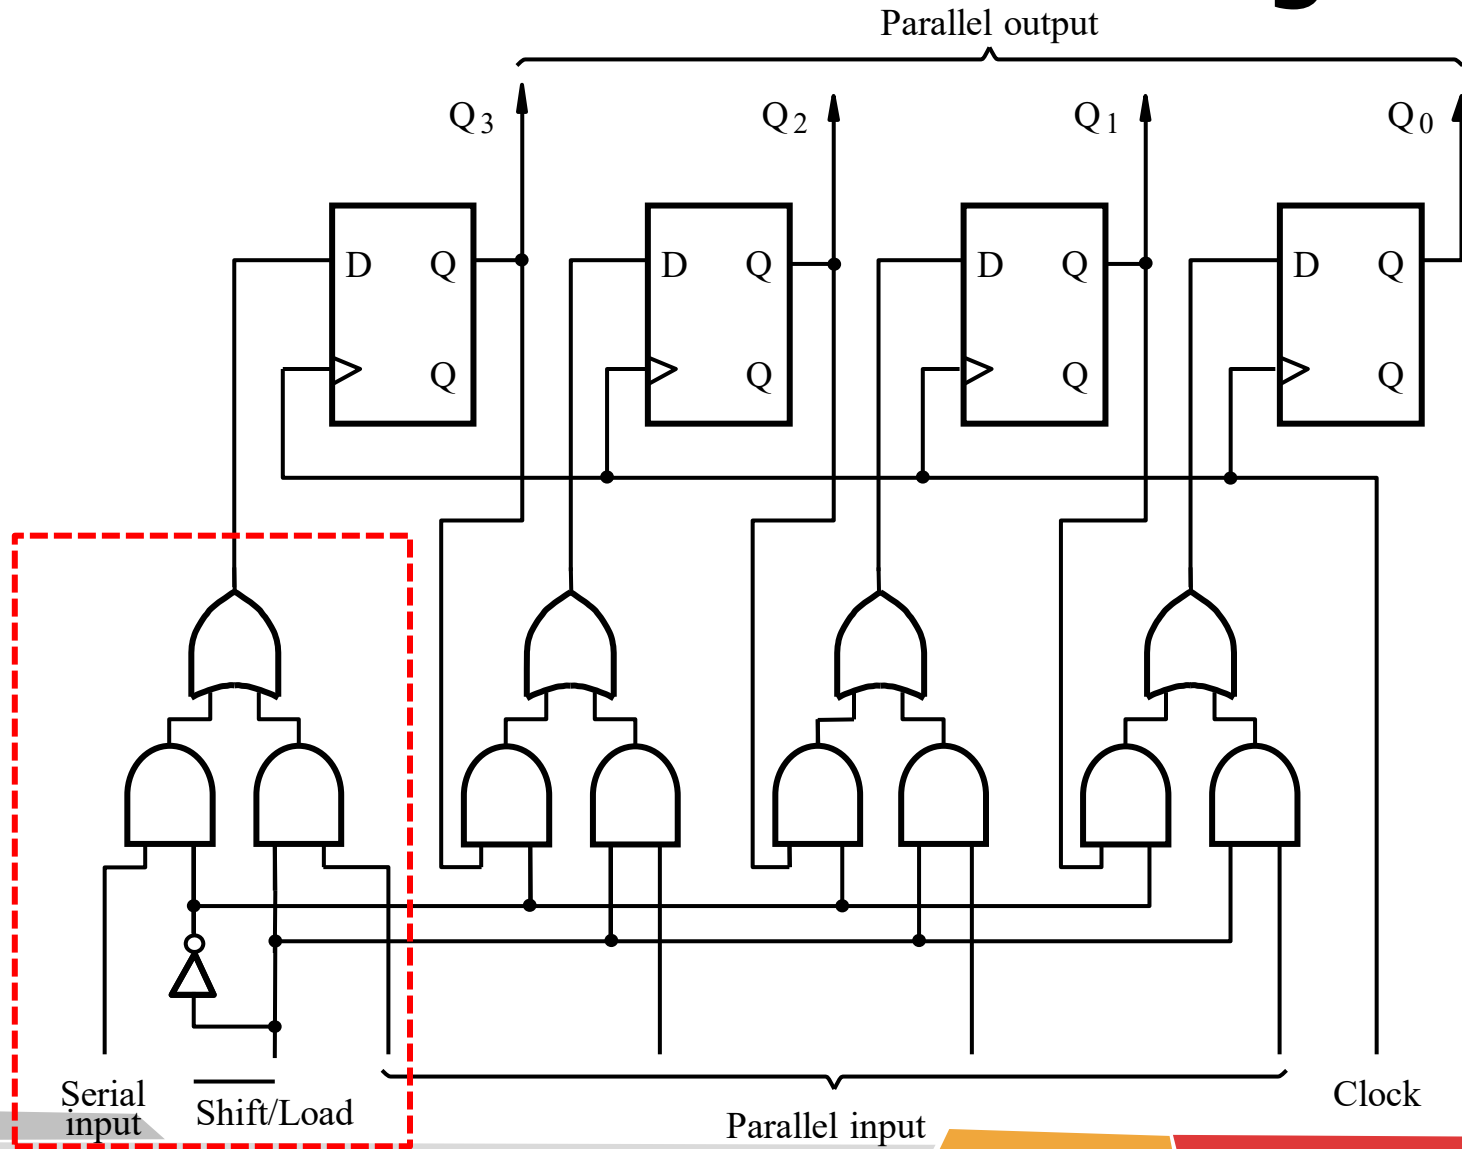 Parallel output
Q3 Q2 Q1 Q0
D Q D Q D Q D Q
Q Q Q Q
Serial
input
Shift/Load
Parallel input
Clock